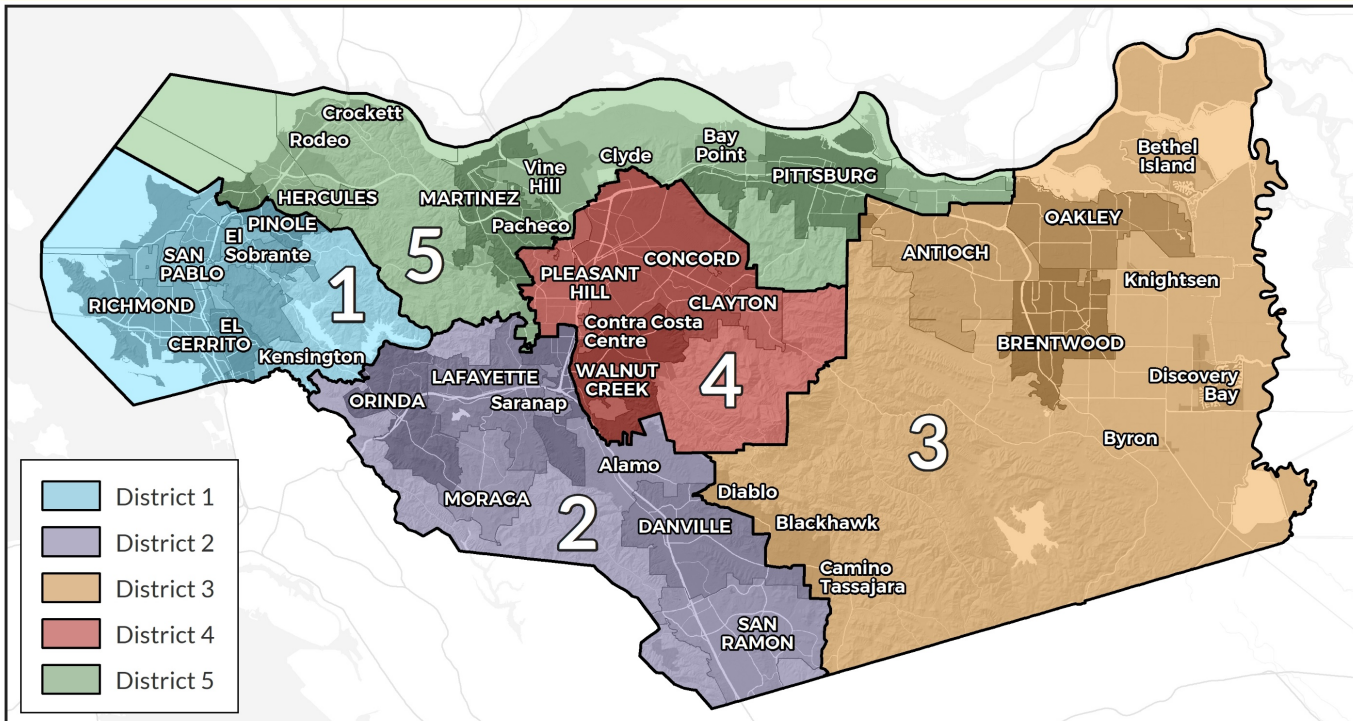 Crockett
Rodeo
Bay
Point
Clyde
Vine
Hill
Bethel
Island
PITTSBURG
HERCULES
MARTINEZ
PINOLE
Pacheco
OAKLEY
El
Sobrante
SAN
PABLO
5
ANTIOCH
CONCORD
PLEASANT
HILL
Knightsen
1
RICHMOND
CLAYTON
EL
CERRITO
Contra Costa
Centre
BRENTWOOD
Kensington
WALNUT
CREEK
4
LAFAYETTE
Discovery
Bay
ORINDA
Saranap
3
Byron
Alamo
MORAGA
Diablo
2
DANVILLE
Blackhawk
Camino
Tassajara
SAN
RAMON
District 1
District 2
District 3
District 4
District 5